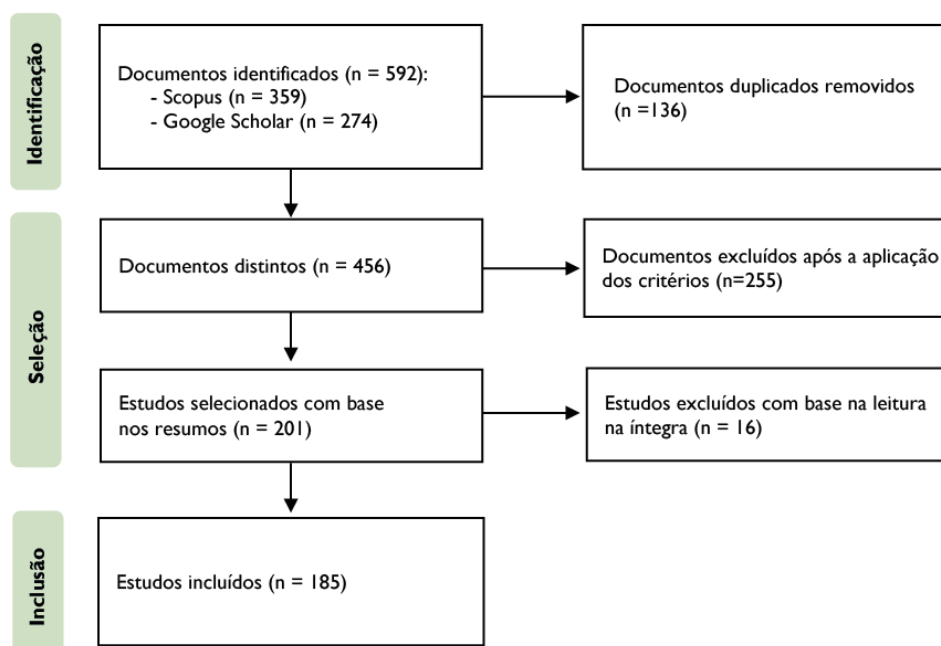 Identificação
Documentos identificados (n = 592):
- Scopus (n = 359)
- Google Scholar (n = 274)
Documentos duplicados removidos
(n =136)
Seleção
Documentos distintos (n = 456)
Documentos excluídos após a aplicação
dos critérios (n=255)
Estudos selecionados com base
nos resumos (n = 201)
Estudos excluídos com base na leitura
na íntegra (n = 16)
Inclusão
Estudos incluídos (n = 185)